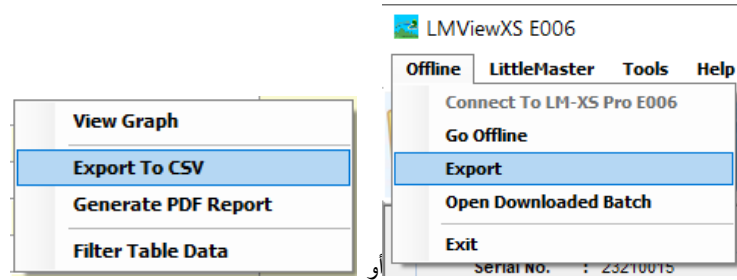 View Graph
Export To CSV
Generate PDF Report
Filter Table Data
أو
LMViewXS E006
Offline LittleMaster Tools Help
Connect To LM-XS Pro E006
Go Offline
Export
Open Downloaded Batch
Exit
Serial No. : 23210015